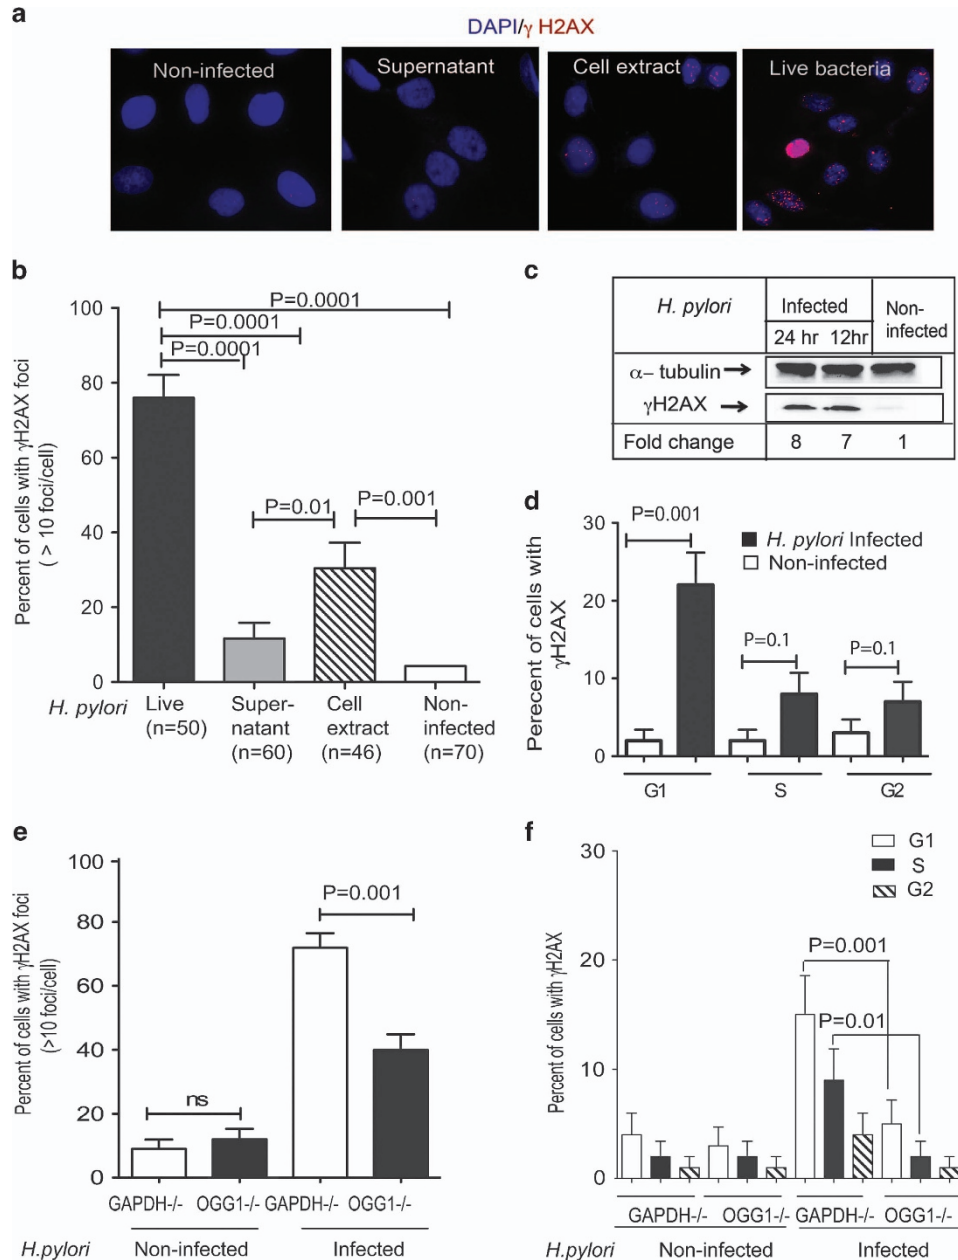 a
DAPI/γ H2AX
Non-infected
Supernatant
Cell extract
Live bacteria
b
Percent of cells with γH2AX foci
( > 10 foci/cell)
100
80
60
40
20
0
P=0.0001
P=0.0001
P=0.0001
P=0.01
P=0.001
H. pylori
Live
(n=50)
Super-
natant
(n=60)
Cell
extract
(n=46)
Non-
infected
(n=70)
c
H. pylori
Infected
24 hr 12hr
Non-
infected
α– tubulin
γH2AX
Fold change 8 7 1
d
Perecent of cells with
γH2AX
30
20
10
0
P=0.001
P=0.1
P=0.1
H. pylori Infected
Non-infected
G1 S G2
e
Percent of cells with γH2AX foci
(>10 foci/cell)
100
80
60
40
20
0
ns
P=0.001
GAPDH-/- OGG1-/- GAPDH-/- OGG1-/-
H.pylori Non-infected Infected
f
Percent of cells with γH2AX
30
20
10
0
G1
S
G2
P=0.001
P=0.01
GAPDH-/- OGG1-/- GAPDH-/- OGG1-/-
H.pylori Non-infected Infected